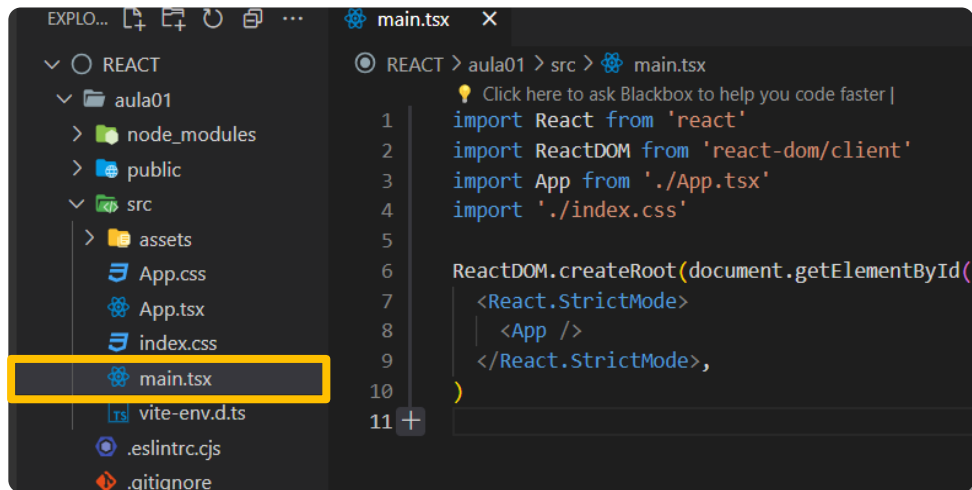 EXPLO... ···
REACT
aula01
node_modules
public
src
assets
App.css
App.tsx
index.css
main.tsx
TS vite-env.d.ts
.eslintrc.cjs
.gitignore
main.tsx ×
REACT > aula01 > src > main.tsx
Click here to ask Blackbox to help you code faster |
1 import React from 'react'
2 import ReactDOM from 'react-dom/client'
3 import App from './App.tsx'
4 import './index.css'
5
6 ReactDOM.createRoot(document.getElementById(
7 <React.StrictMode>
8 <App />
9 </React.StrictMode>,
10 )
11 +